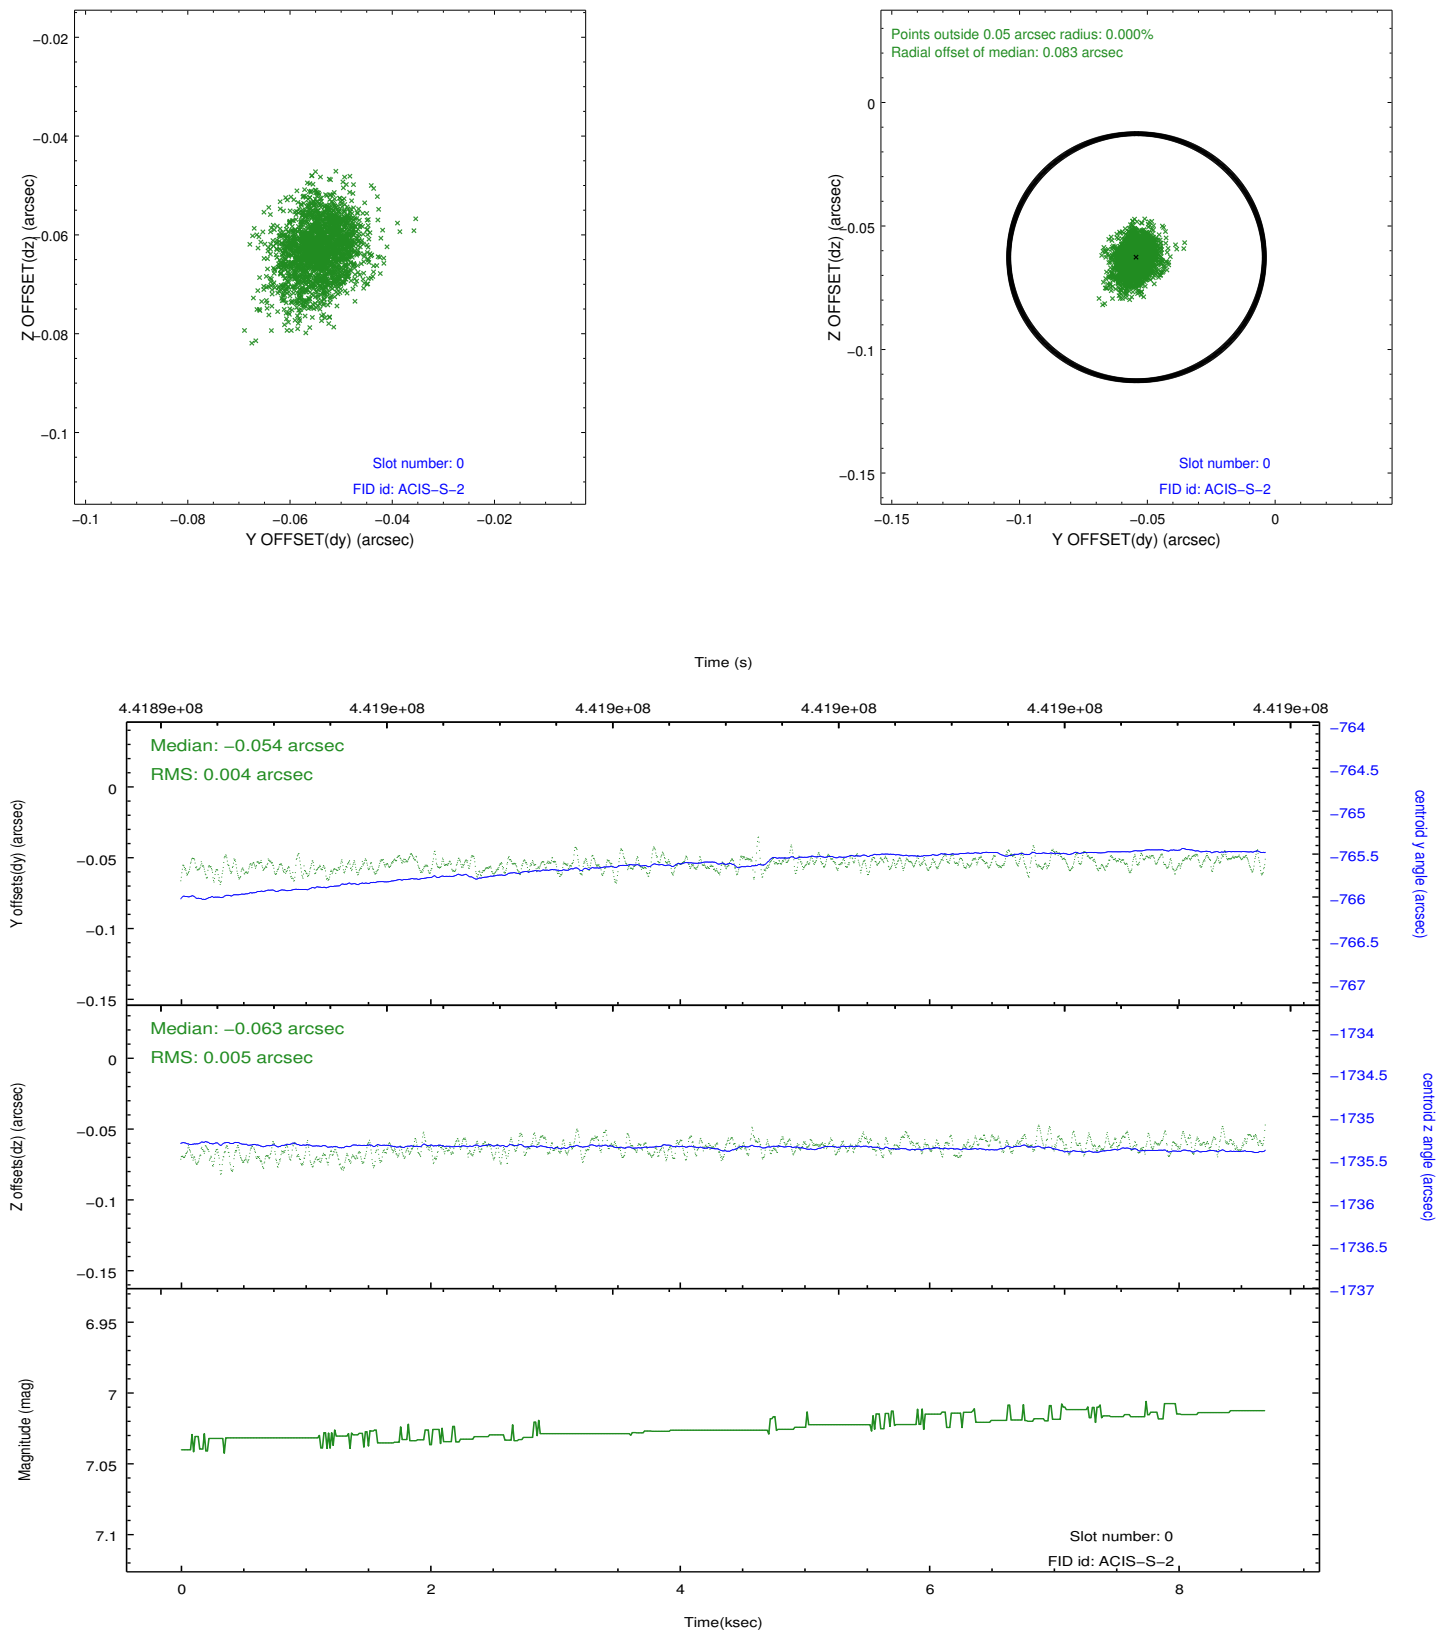 −0.02
−0.04
−0.06
−0.08
−0.1
Z OFFSET(dz) (arcsec)
Slot number: 0
FID id: ACIS−S−2
−0.1
−0.08
−0.06
−0.04
−0.02
Y OFFSET(dy) (arcsec)
Points outside 0.05 arcsec radius: 0.000%
Radial offset of median: 0.083 arcsec
0
−0.05
−0.1
−0.15
Z OFFSET(dz) (arcsec)
Slot number: 0
FID id: ACIS−S−2
−0.15
−0.1
−0.05
0
Y OFFSET(dy) (arcsec)
Time (s)
4.4189e+08
4.419e+08
4.419e+08
4.419e+08
4.419e+08
4.419e+08
Median: −0.054 arcsec
RMS: 0.004 arcsec
0
−0.05
−0.1
−0.15
Y offsets(dy) (arcsec)
−764
−764.5
−765
−765.5
−766
−766.5
−767
centroid y angle (arcsec)
Median: −0.063 arcsec
RMS: 0.005 arcsec
0
−0.05
−0.1
−0.15
Z offsets(dz) (arcsec)
−1734
−1734.5
−1735
−1735.5
−1736
−1736.5
−1737
centroid z angle (arcsec)
6.95
7
7.05
7.1
Magnitude (mag)
Slot number: 0
FID id: ACIS−S−2
0
2
4
6
8
Time(ksec)